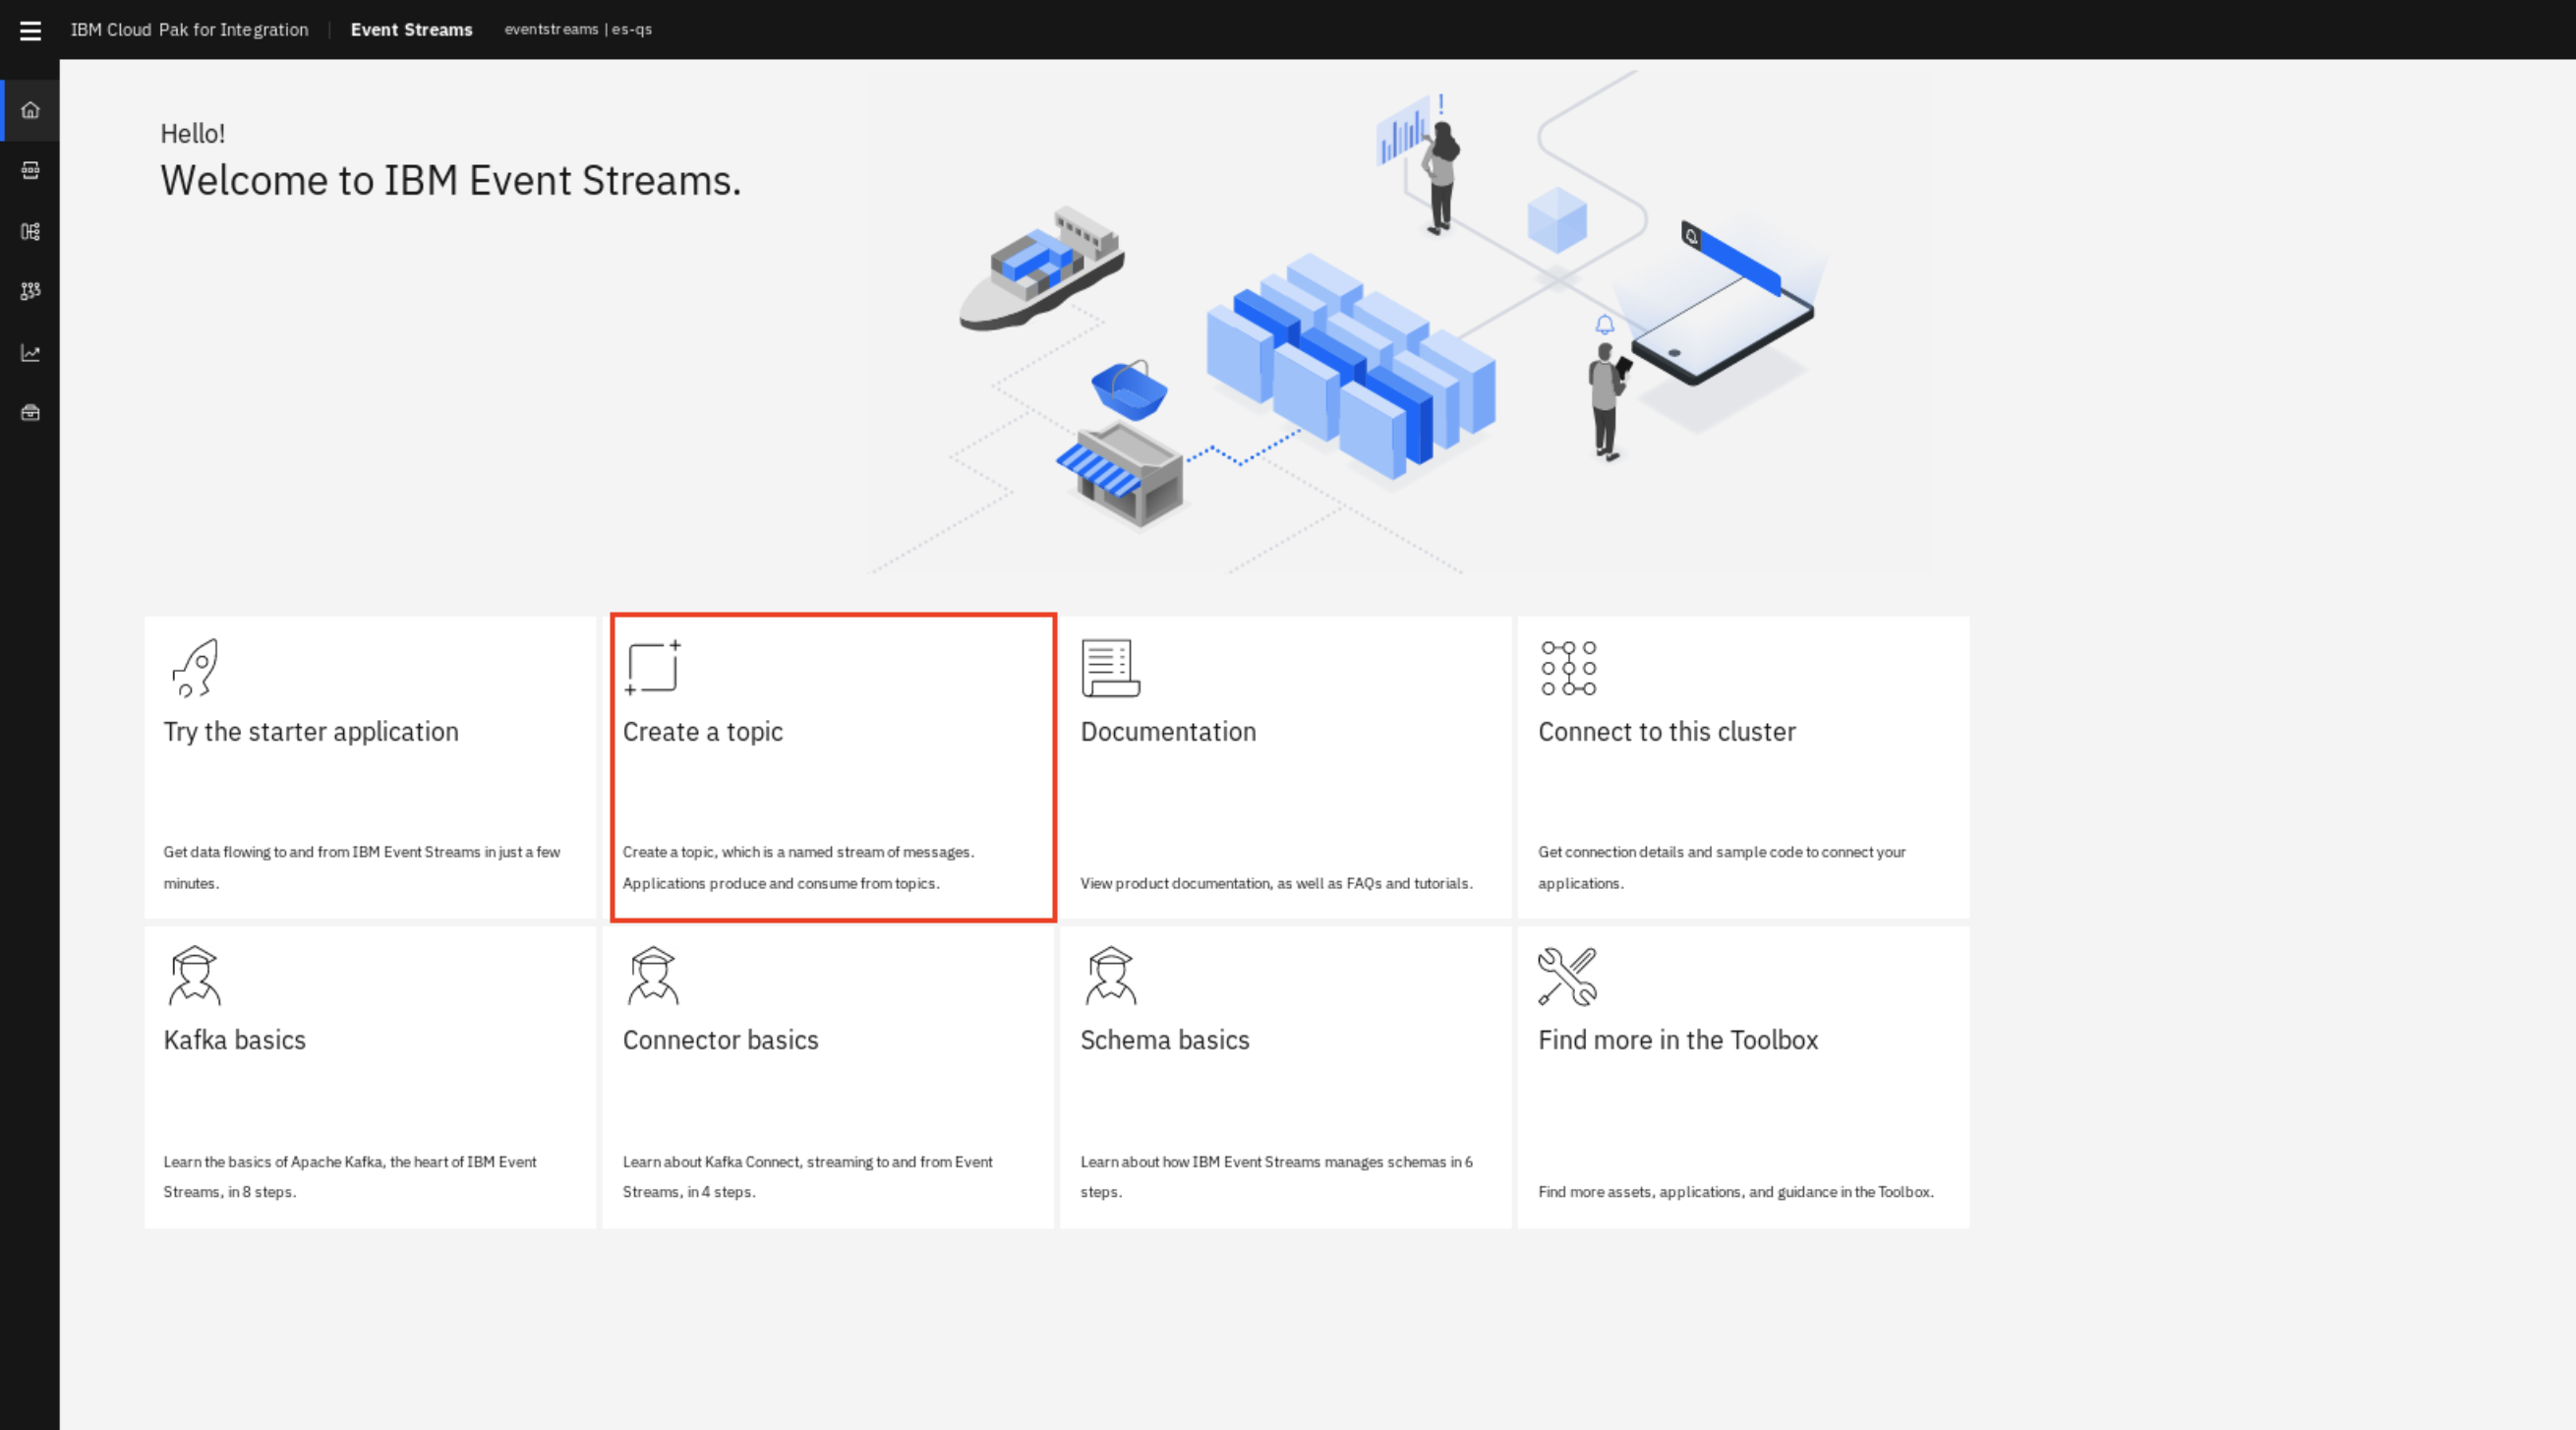 IBM Cloud Pak for Integration | Event Streams eventstreams | es-qs
Hello!
Welcome to IBM Event Streams.
!
Try the starter application
Get data flowing to and from IBM Event Streams in just a few
minutes.
Create a topic
Create a topic, which is a named stream of messages.
Applications produce and consume from topics.
Documentation
View product documentation, as well as FAQs and tutorials.
Connect to this cluster
Get connection details and sample code to connect your
applications.
Kafka basics
Learn the basics of Apache Kafka, the heart of IBM Event
Streams, in 8 steps.
Connector basics
Learn about Kafka Connect, streaming to and from Event
Streams, in 4 steps.
Schema basics
Learn about how IBM Event Streams manages schemas in 6
steps.
Find more in the Toolbox
Find more assets, applications, and guidance in the Toolbox.